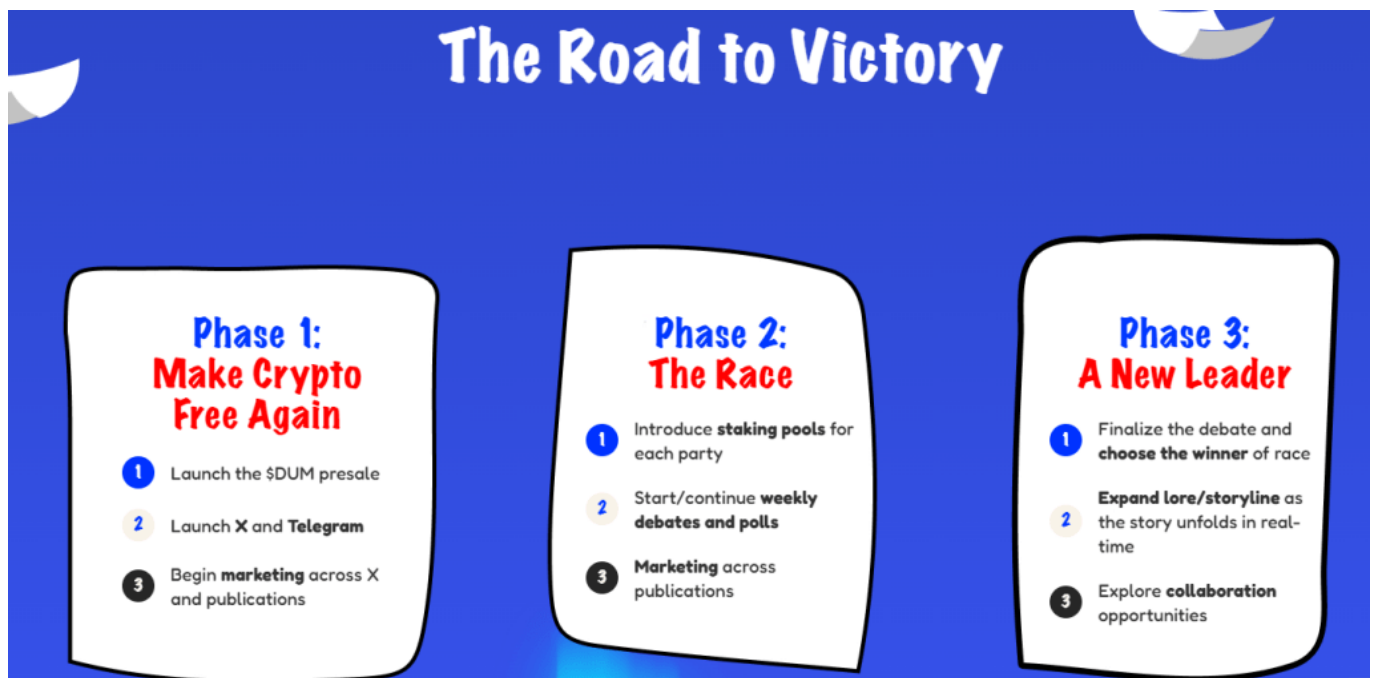 The Road to Victory
Phase 1:
Make Crypto
Free Again
1
Launch the $DUM presale
2
Launch X and Telegram
3
Begin marketing across X
and publications
Phase 2:
The Race
1
Introduce staking pools for
each party
2
Start/continue weekly
debates and polls
3
Marketing across
publications
Phase 3:
A New Leader
1
Finalize the debate and
choose the winner of race
2
Expand lore/storyline as
the story unfolds in real-
time
3
Explore collaboration
opportunities